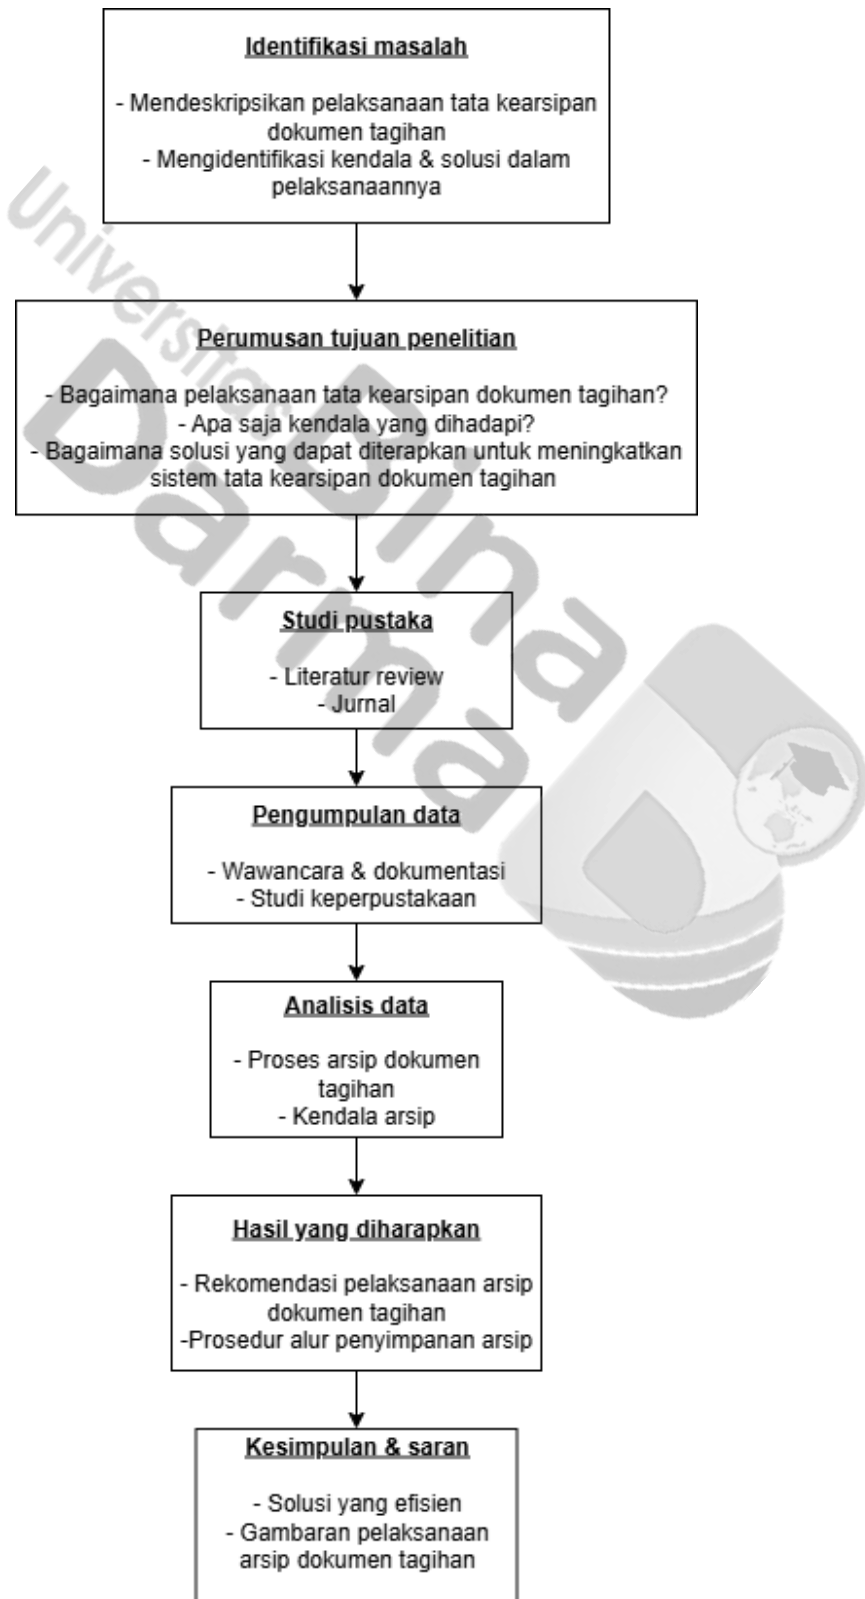 Identifikasi masalah
- Mendeskripsikan pelaksanaan tata kearsipan
dokumen tagihan
- Mengidentifikasi kendala & solusi dalam
pelaksanaannya
Universitas
Bina
Darma
Perumusan tujuan penelitian
- Bagaimana pelaksanaan tata kearsipan dokumen tagihan?
- Apa saja kendala yang dihadapi?
- Bagaimana solusi yang dapat diterapkan untuk meningkatkan
sistem tata kearsipan dokumen tagihan
Studi pustaka
- Literatur review
- Jurnal
Pengumpulan data
- Wawancara & dokumentasi
- Studi keperpustakaan
Analisis data
- Proses arsip dokumen
tagihan
- Kendala arsip
Hasil yang diharapkan
- Rekomendasi pelaksanaan arsip
dokumen tagihan
-Prosedur alur penyimpanan arsip
Kesimpulan & saran
- Solusi yang efisien
- Gambaran pelaksanaan
arsip dokumen tagihan